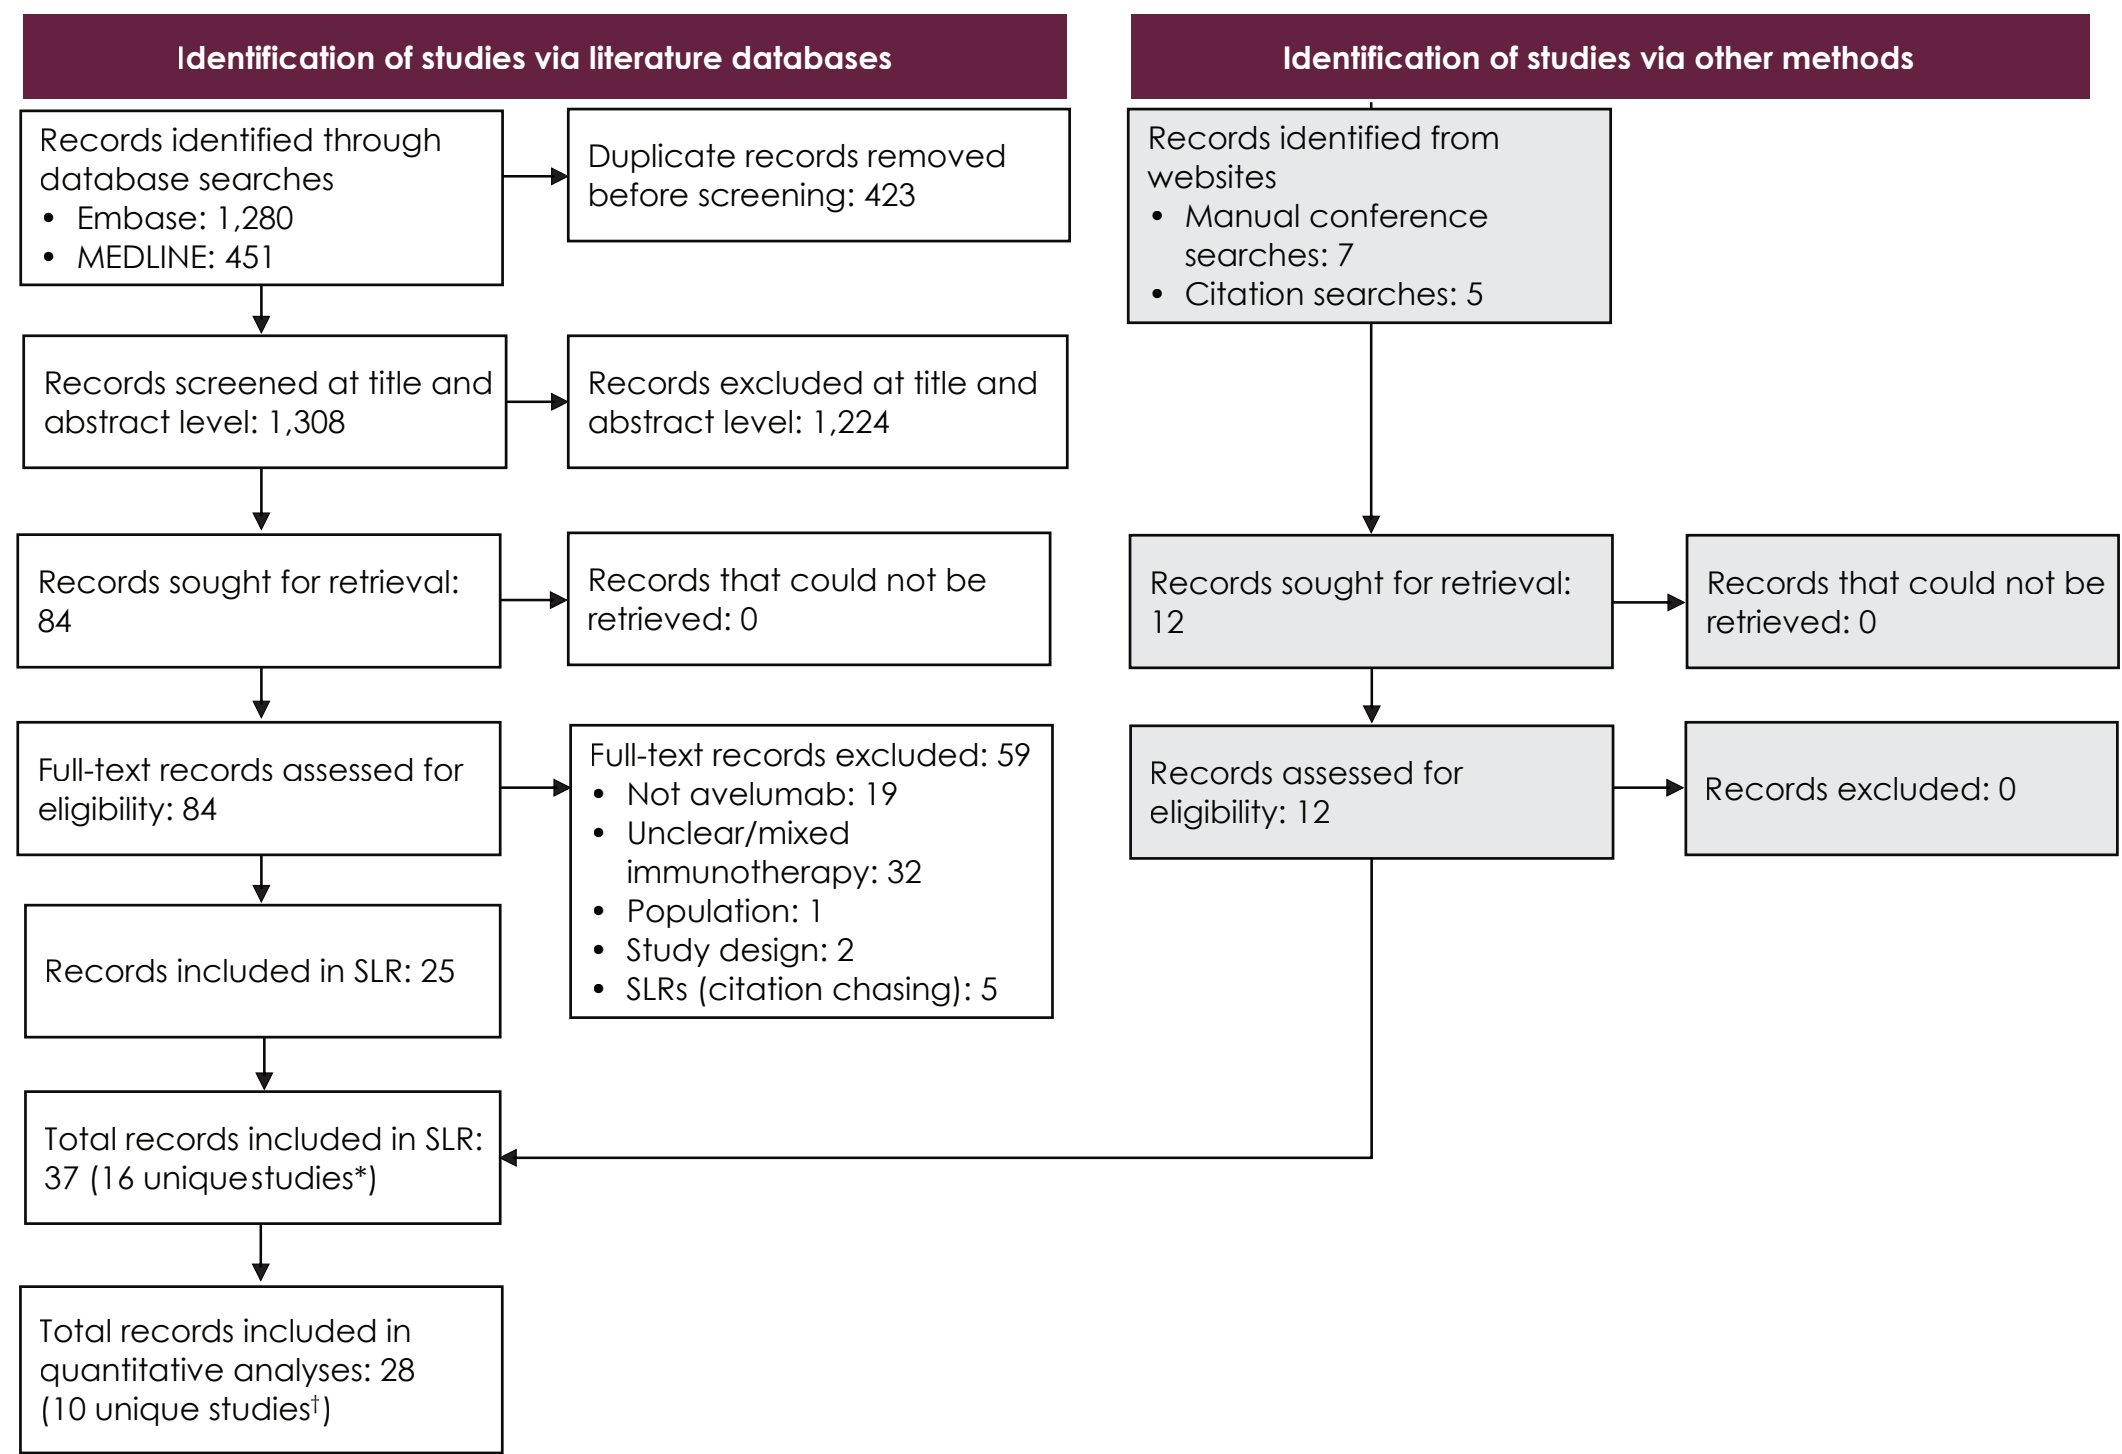 Identification of studies via literature databases
Records identified through
database searches
• Embase: 1,280
• MEDLINE: 451
Duplicate records removed
before screening: 423
Records screened at title and
abstract level: 1,308
Records excluded at title and
abstract level: 1,224
Records sought for retrieval:
84
Records that could not be
retrieved: 0
Full-text records assessed for
eligibility: 84
Full-text records excluded: 59
• Not avelumab: 19
• Unclear/mixed
immunotherapy: 32
• Population: 1
• Study design: 2
• SLRs (citation chasing): 5
Records included in SLR: 25
Identification of studies via other methods
Records identified from
websites
• Manual conference
searches: 7
• Citation searches: 5
Records sought for retrieval:
12
Records that could not be
retrieved: 0
Records assessed for
eligibility: 12
Records excluded: 0
Total records included in SLR:
37 (16 uniquestudies*)
Total records included in
quantitative analyses: 28
(10 unique studies†)